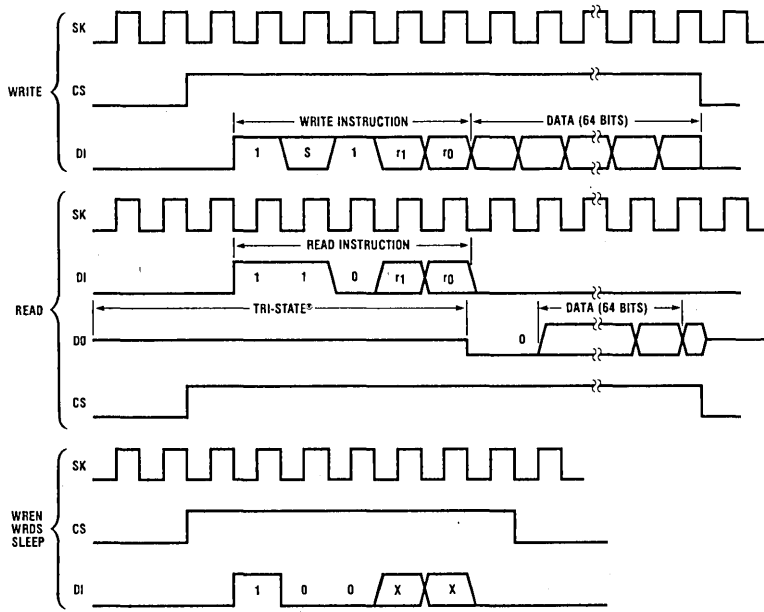 SK
WRITE
CS
WRITE INSTRUCTION
DATA (64 BITS)
DI
1 S 1 r1 r0
SK
READ INSTRUCTION
DI
1 1 0 r1 r0
READ
TRI-STATE®
DATA (64 BITS)
DO
0
CS
SK
WREN
WRDS
SLEEP
CS
DI
1 0 0 X X